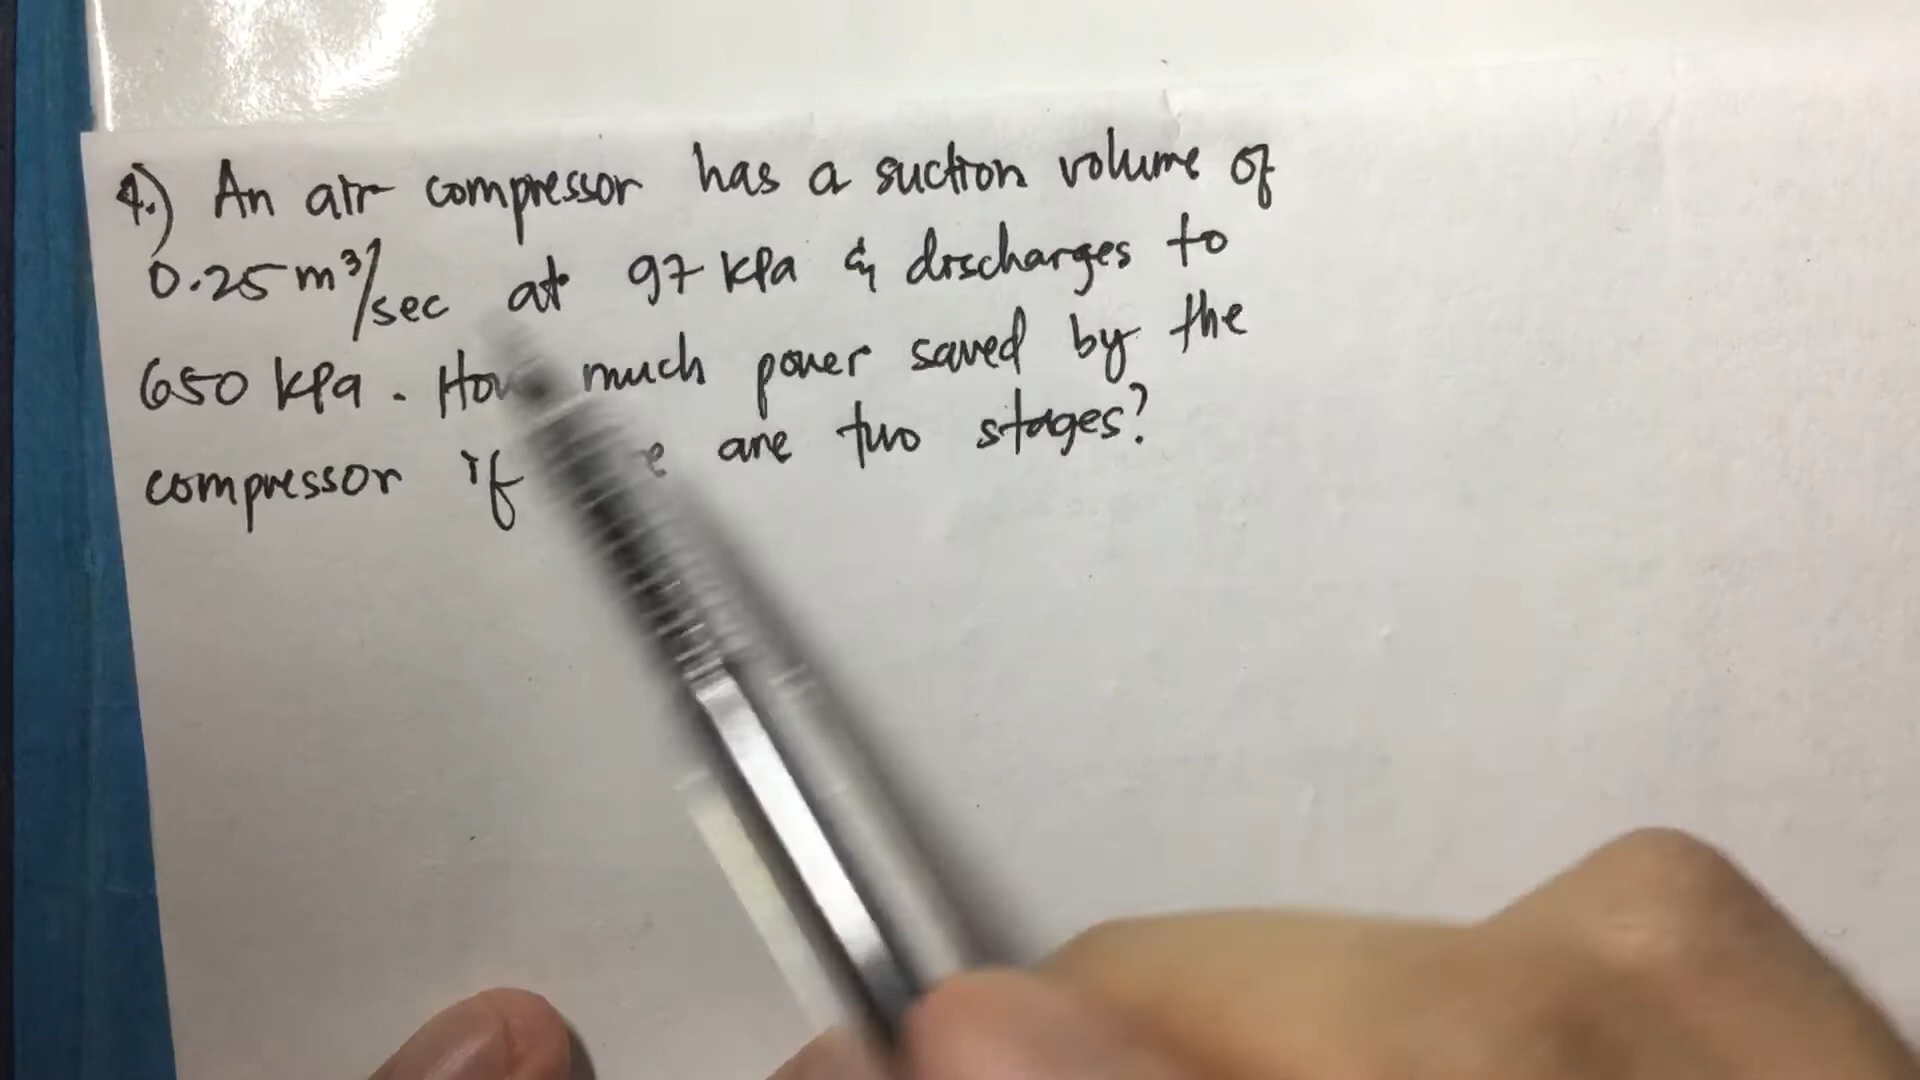 4.) An air compressor has a suction volume of
0.25 m³/sec at 97 kPa & discharges to
650 kPa. How much power saved by the
compressor if are two stages?